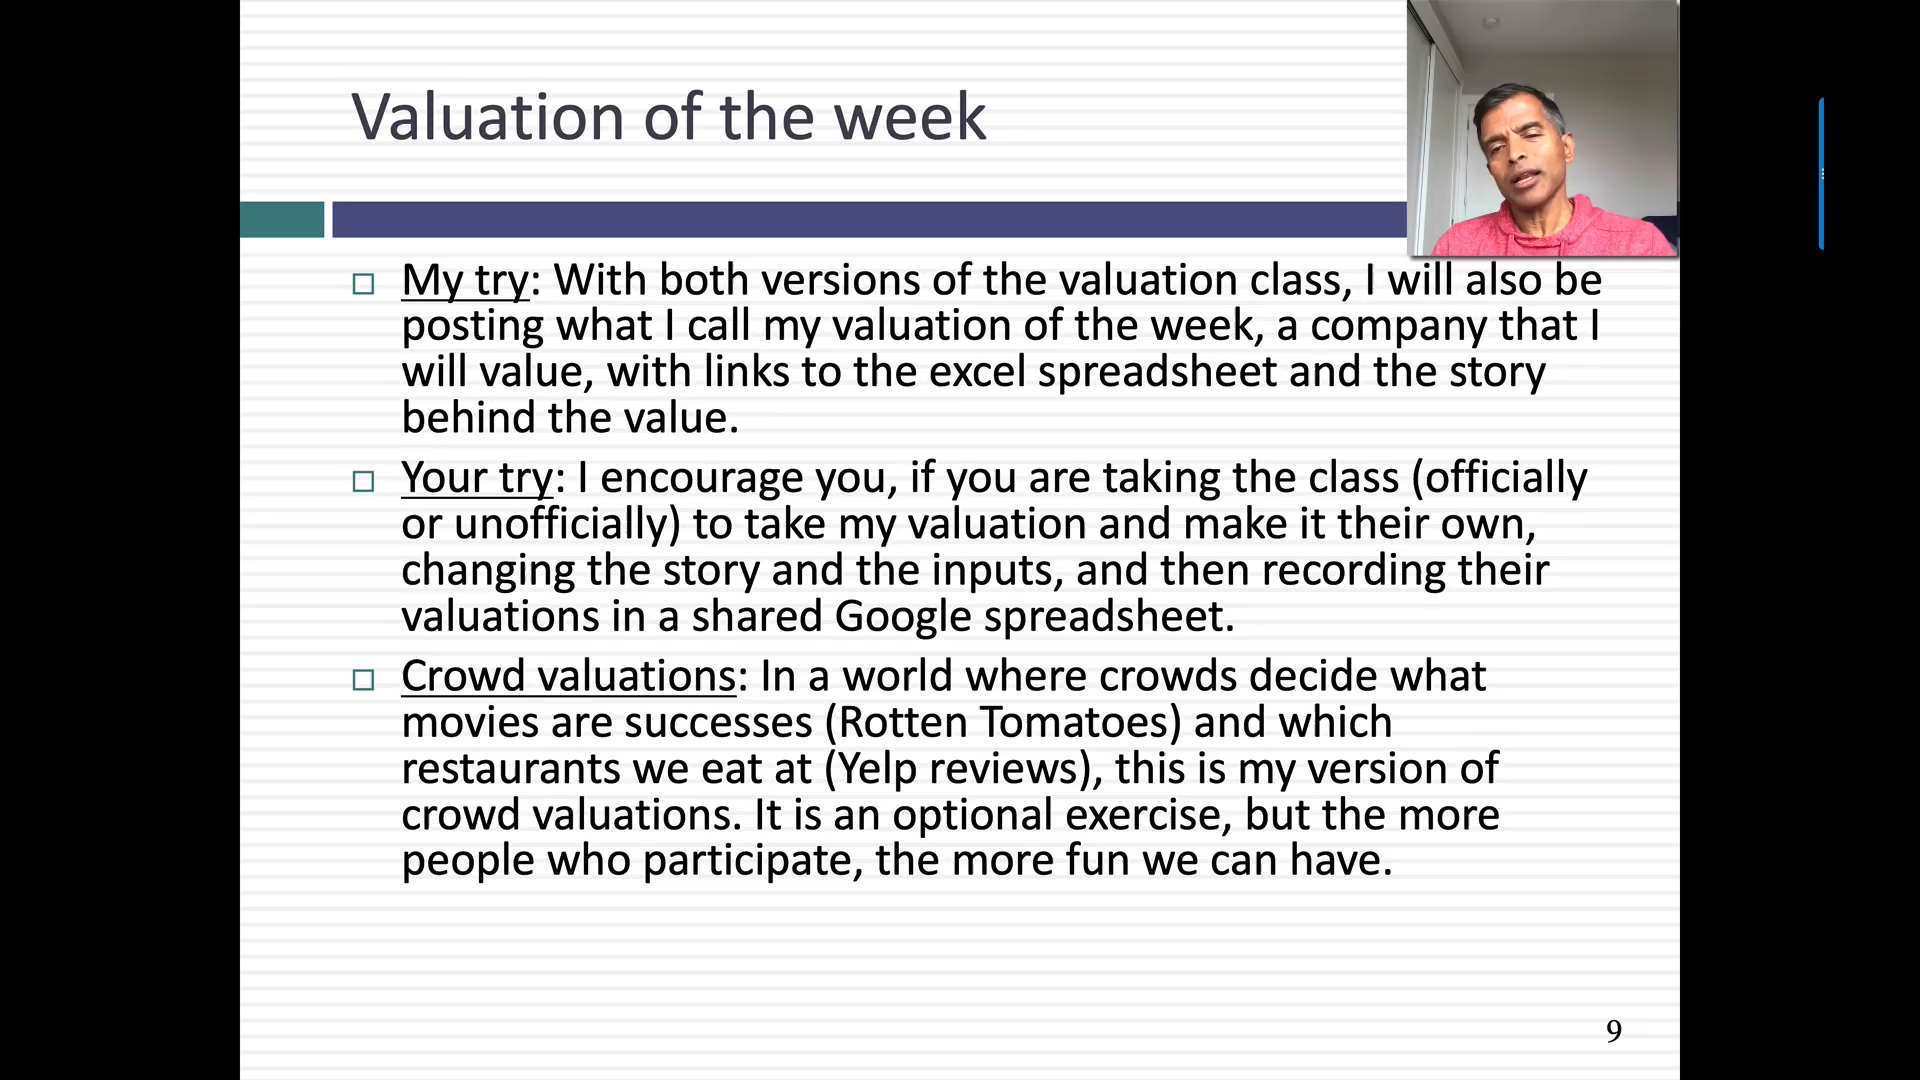 Valuation of the week
My try: With both versions of the valuation class, I will also be
posting what I call my valuation of the week, a company that I
will value, with links to the excel spreadsheet and the story
behind the value.
Your try: I encourage you, if you are taking the class (officially
or unofficially) to take my valuation and make it their own,
changing the story and the inputs, and then recording their
valuations in a shared Google spreadsheet.
Crowd valuations: In a world where crowds decide what
movies are successes (Rotten Tomatoes) and which
restaurants we eat at (Yelp reviews), this is my version of
crowd valuations. It is an optional exercise, but the more
people who participate, the more fun we can have.
9